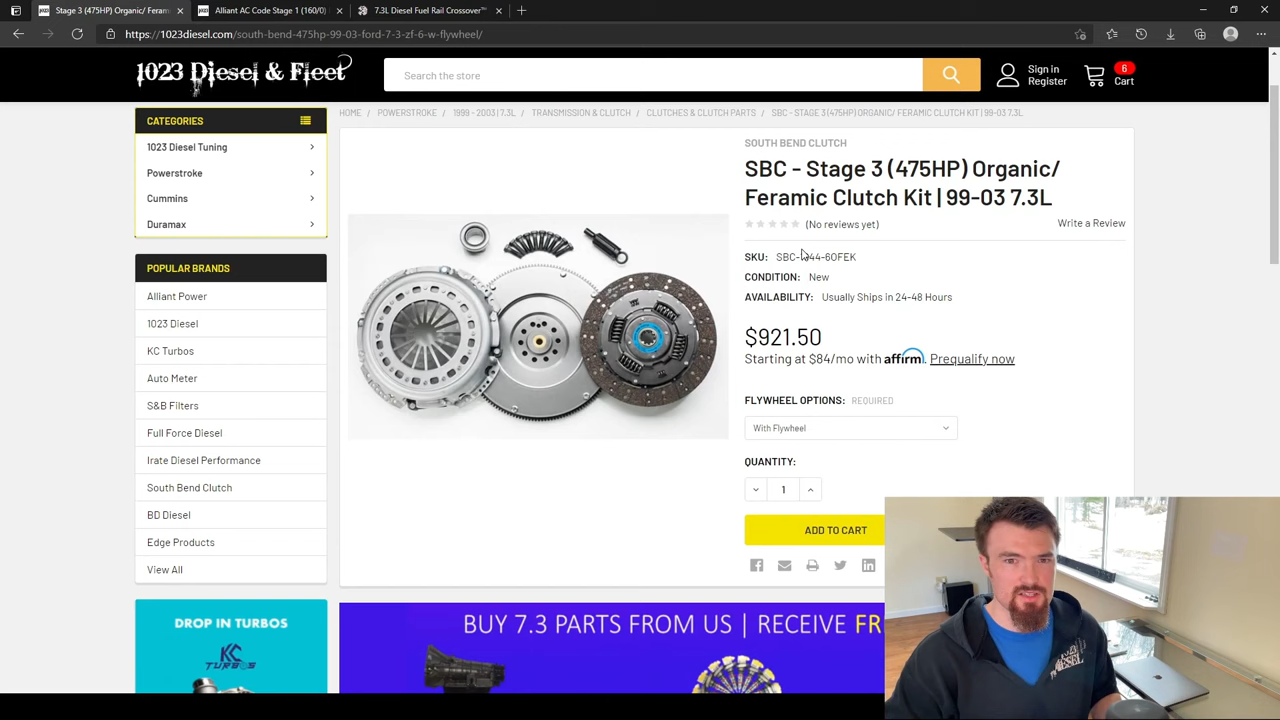 Stage 3 (475HP) Organic/ Feram
Alliant AC Code Stage 1 (160/0)
7.3L Diesel Fuel Rail Crossover™
https://1023diesel.com/south-bend-475hp-99-03-ford-7-3-zf-6-w-flywheel/
1023 Diesel & Fleet
Search the store
Sign in
Register
6
Cart
CATEGORIES
1023 Diesel Tuning
Powerstroke
Cummins
Duramax
POPULAR BRANDS
Alliant Power
1023 Diesel
KC Turbos
Auto Meter
S&B Filters
Full Force Diesel
Irate Diesel Performance
South Bend Clutch
BD Diesel
Edge Products
View All
DROP IN TURBOS
KC
TURBOS
HOME / POWERSTROKE / 1999 - 2003 | 7.3L / TRANSMISSION & CLUTCH / CLUTCHES & CLUTCH PARTS / SBC - STAGE 3 (475HP) ORGANIC/ FERAMIC CLUTCH KIT | 99-03 7.3L
SOUTH BEND CLUTCH
SBC - Stage 3 (475HP) Organic/
Feramic Clutch Kit | 99-03 7.3L
(No reviews yet)
Write a Review
SKU: 44-6OFEK
CONDITION: New
AVAILABILITY: Usually Ships in 24-48 Hours
$921.50
Starting at $84/mo with affirm. Prequalify now
FLYWHEEL OPTIONS: REQUIRED
With Flywheel
QUANTITY:
1
ADD TO CART
BUY 7.3 PARTS FROM US | RECEIVE FR
DIESEL